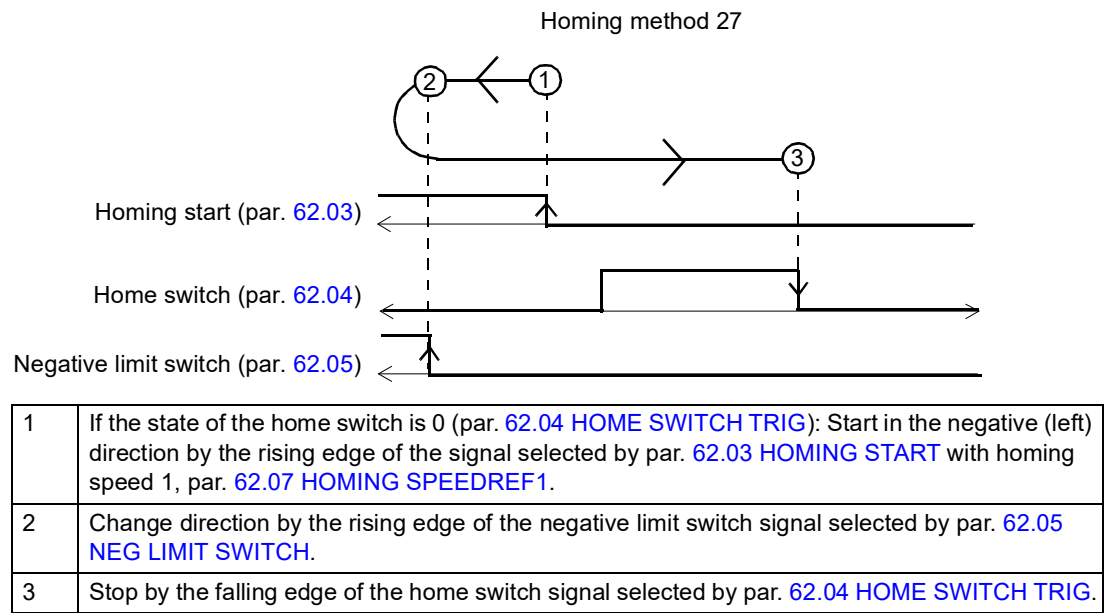 Homing method 27
2 1
3
Homing start (par. 62.03)
Home switch (par. 62.04)
Negative limit switch (par. 62.05)
1 If the state of the home switch is 0 (par. 62.04 HOME SWITCH TRIG): Start in the negative (left)
direction by the rising edge of the signal selected by par. 62.03 HOMING START with homing
speed 1, par. 62.07 HOMING SPEEDREF1.
2 Change direction by the rising edge of the negative limit switch signal selected by par. 62.05
NEG LIMIT SWITCH.
3 Stop by the falling edge of the home switch signal selected by par. 62.04 HOME SWITCH TRIG.